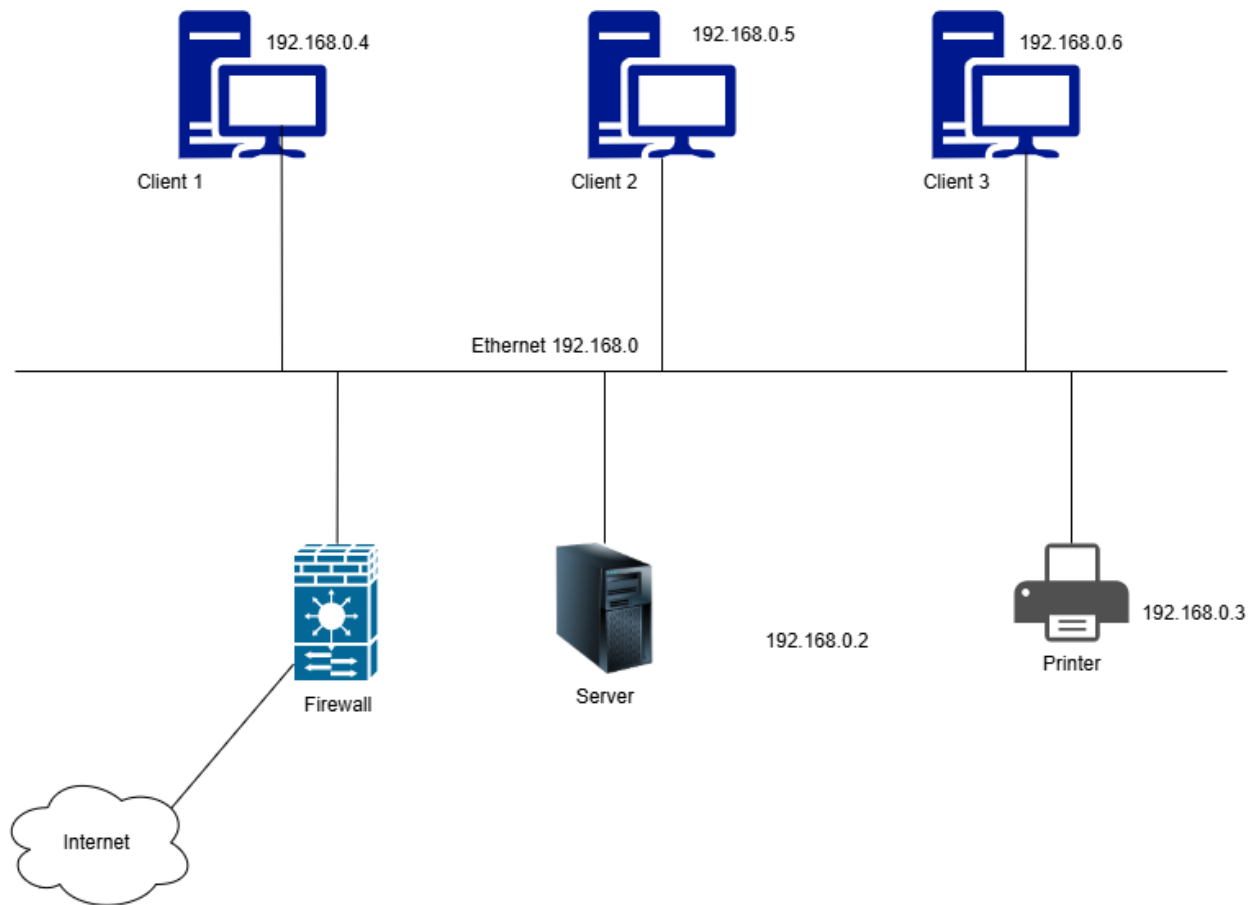 192.168.0.4
192.168.0.5
192.168.0.6
Client 1
Client 2
Client 3
Ethernet 192.168.0
192.168.0.2
192.168.0.3
Printer
Server
Firewall
Internet